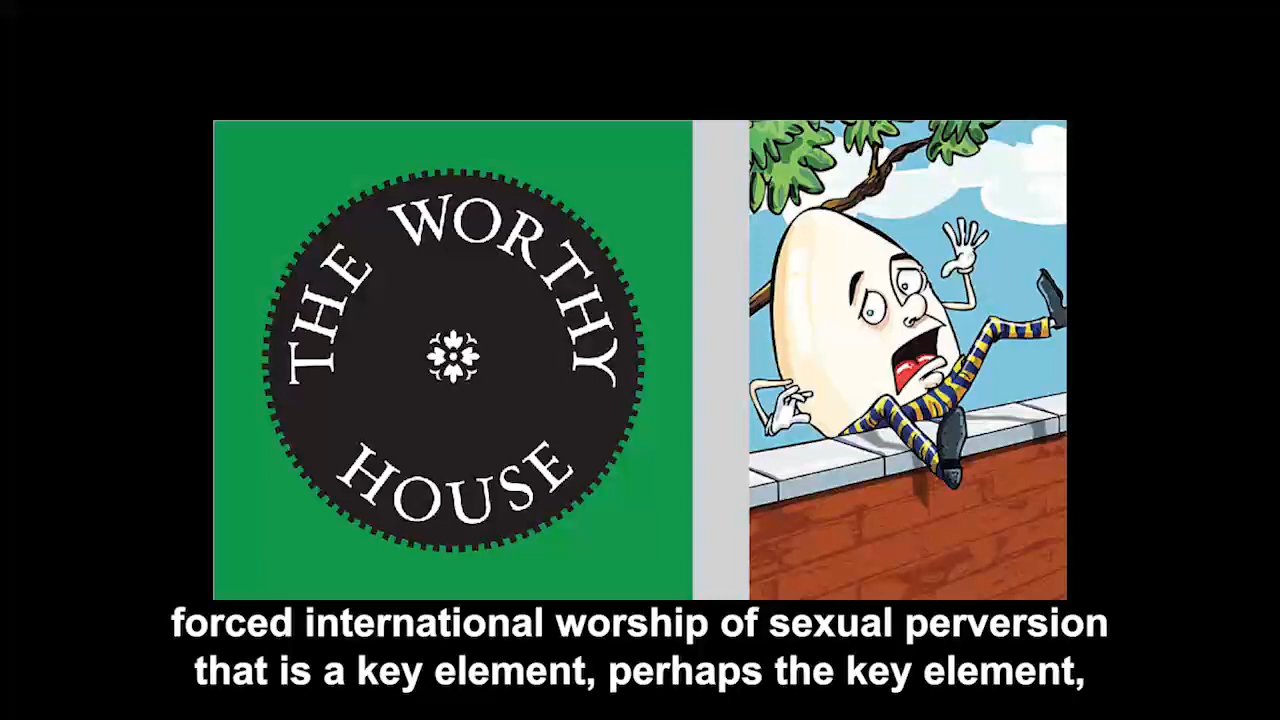 THE WORTHY
HOUSE
forced international worship of sexual perversion
that is a key element, perhaps the key element,